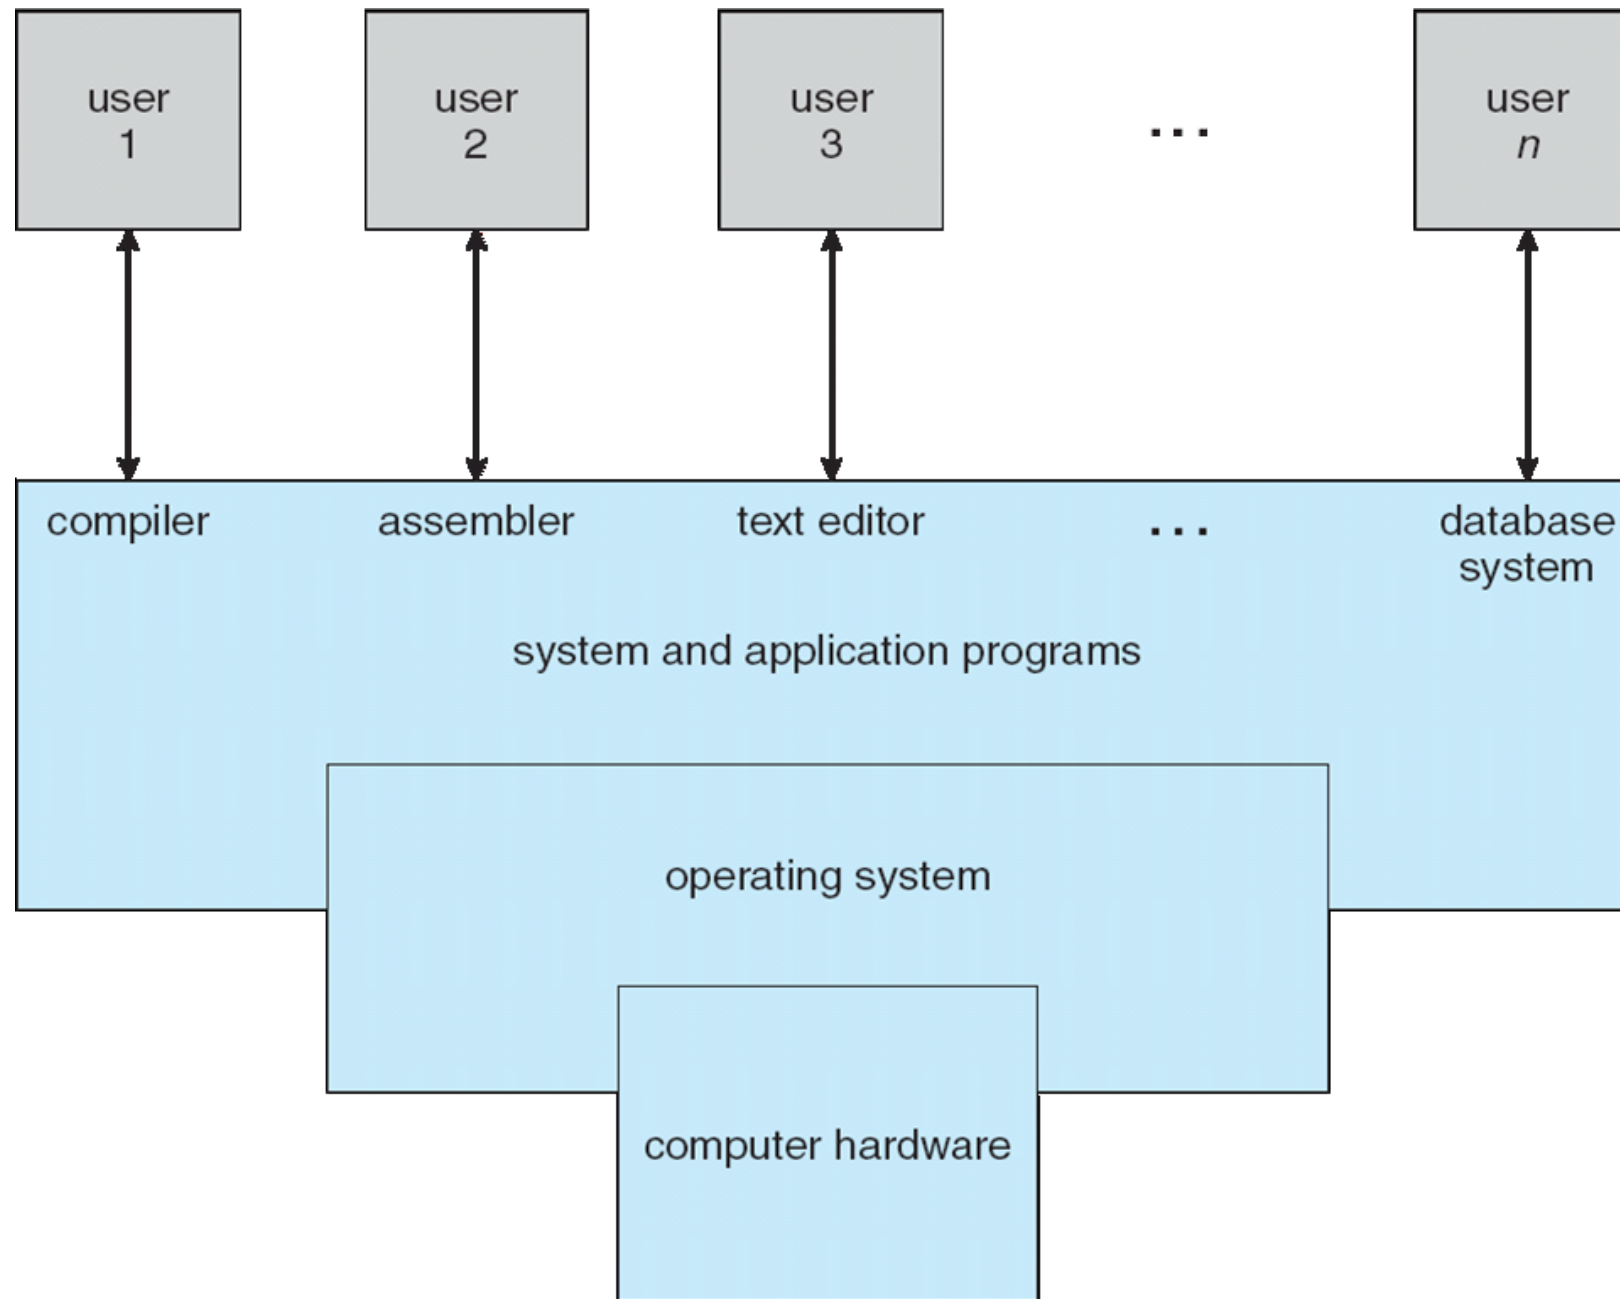 user
1
user
2
user
3
...
user
n
compiler
assembler
text editor
...
database
system
system and application programs
operating system
computer hardware